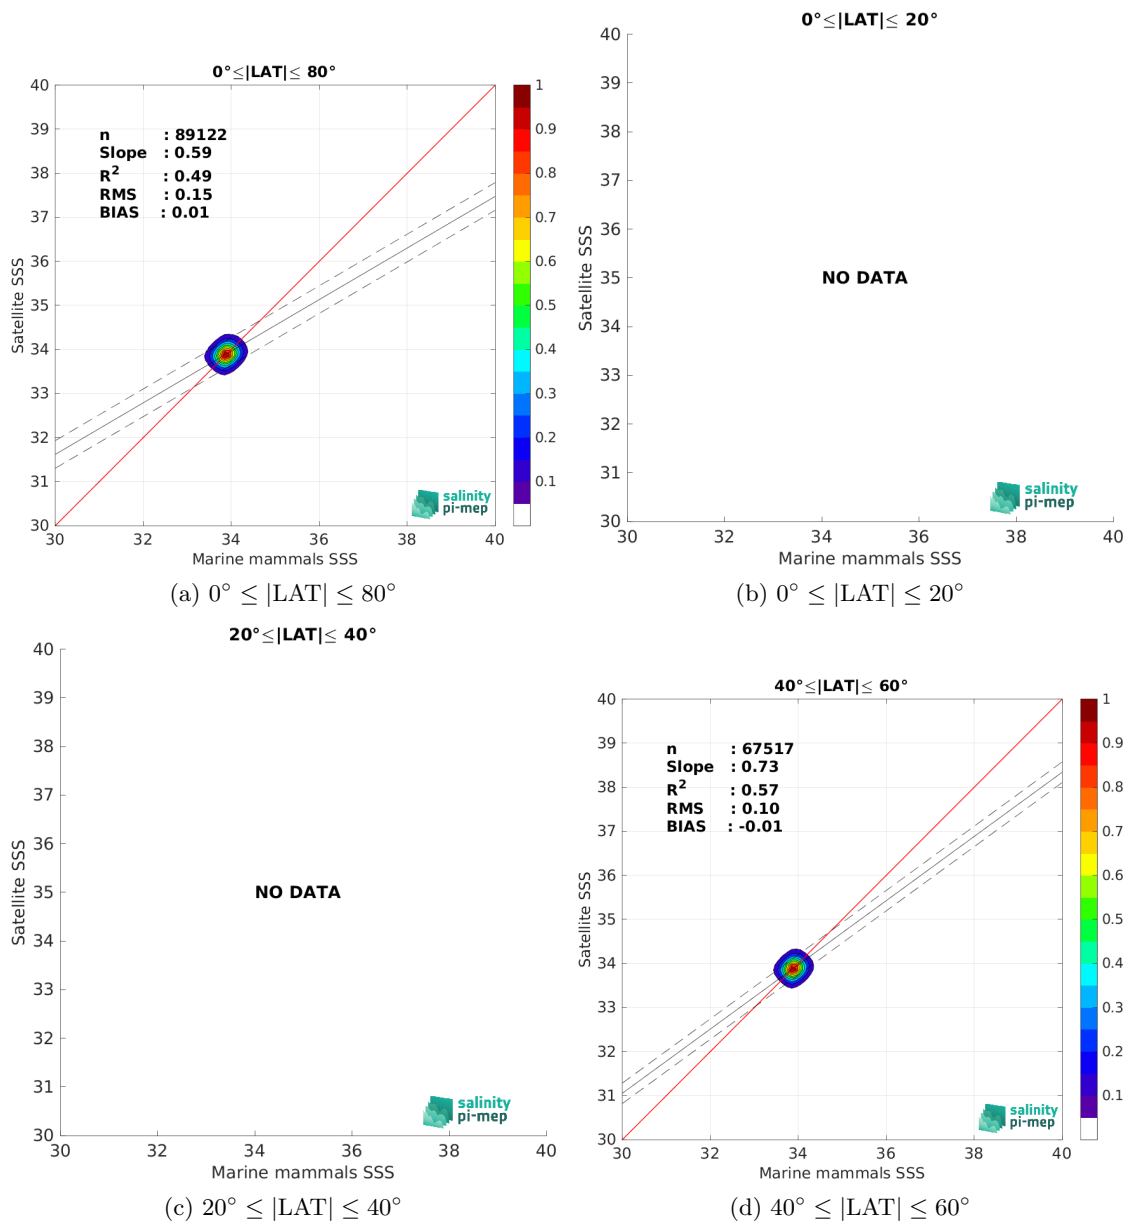 0°≤|LAT|≤ 80°
40
39
38
37
36
35
34
33
32
31
30
Satellite SSS
n : 89122
Slope : 0.59
R2 : 0.49
RMS : 0.15
BIAS : 0.01
salinity
pi-mep
30 32 34 36 38 40
Marine mammals SSS
1
0.9
0.8
0.7
0.6
0.5
0.4
0.3
0.2
0.1
(a) 0° ≤ |LAT| ≤ 80°
0°≤|LAT|≤ 20°
40
39
38
37
36
35
34
33
32
31
30
Satellite SSS
NO DATA
salinity
pi-mep
30 32 34 36 38 40
Marine mammals SSS
(b) 0° ≤ |LAT| ≤ 20°
20°≤|LAT|≤ 40°
40
39
38
37
36
35
34
33
32
31
30
Satellite SSS
NO DATA
salinity
pi-mep
30 32 34 36 38 40
Marine mammals SSS
(c) 20° ≤ |LAT| ≤ 40°
40°≤|LAT|≤ 60°
40
39
38
37
36
35
34
33
32
31
30
Satellite SSS
n : 67517
Slope : 0.73
R2 : 0.57
RMS : 0.10
BIAS : -0.01
salinity
pi-mep
30 32 34 36 38 40
Marine mammals SSS
1
0.9
0.8
0.7
0.6
0.5
0.4
0.3
0.2
0.1
(d) 40° ≤ |LAT| ≤ 60°